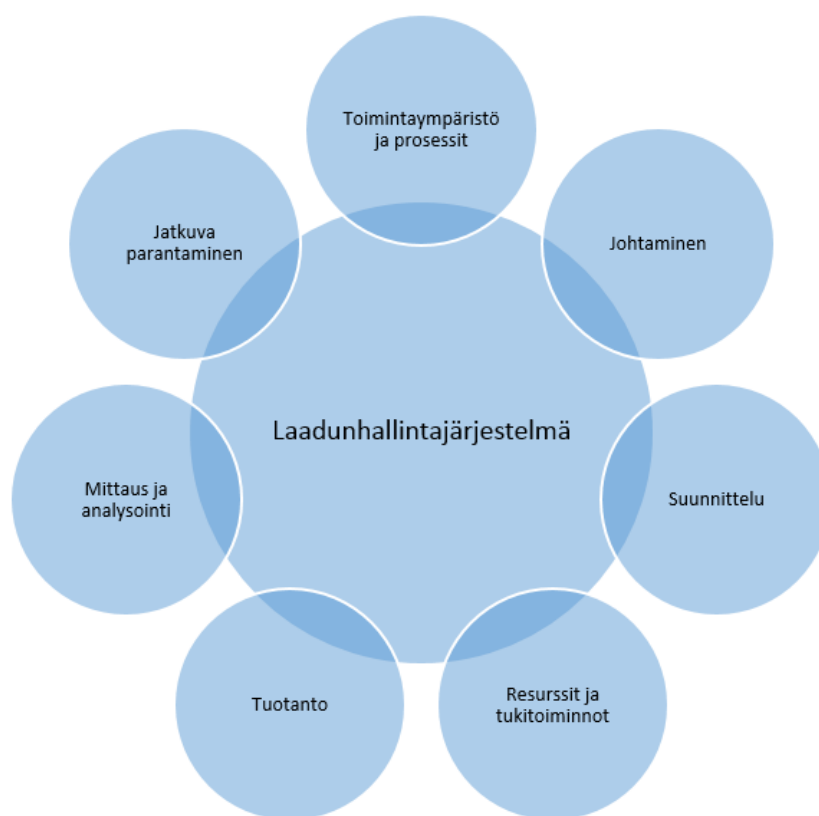 Toimintaympäristö
ja prosessit
Jatkuva
parantaminen
Johtaminen
Laadunhallintajärjestelmä
Mittaus ja
analysointi
Suunnittelu
Tuotanto
Resurssit ja
tukitoiminnot